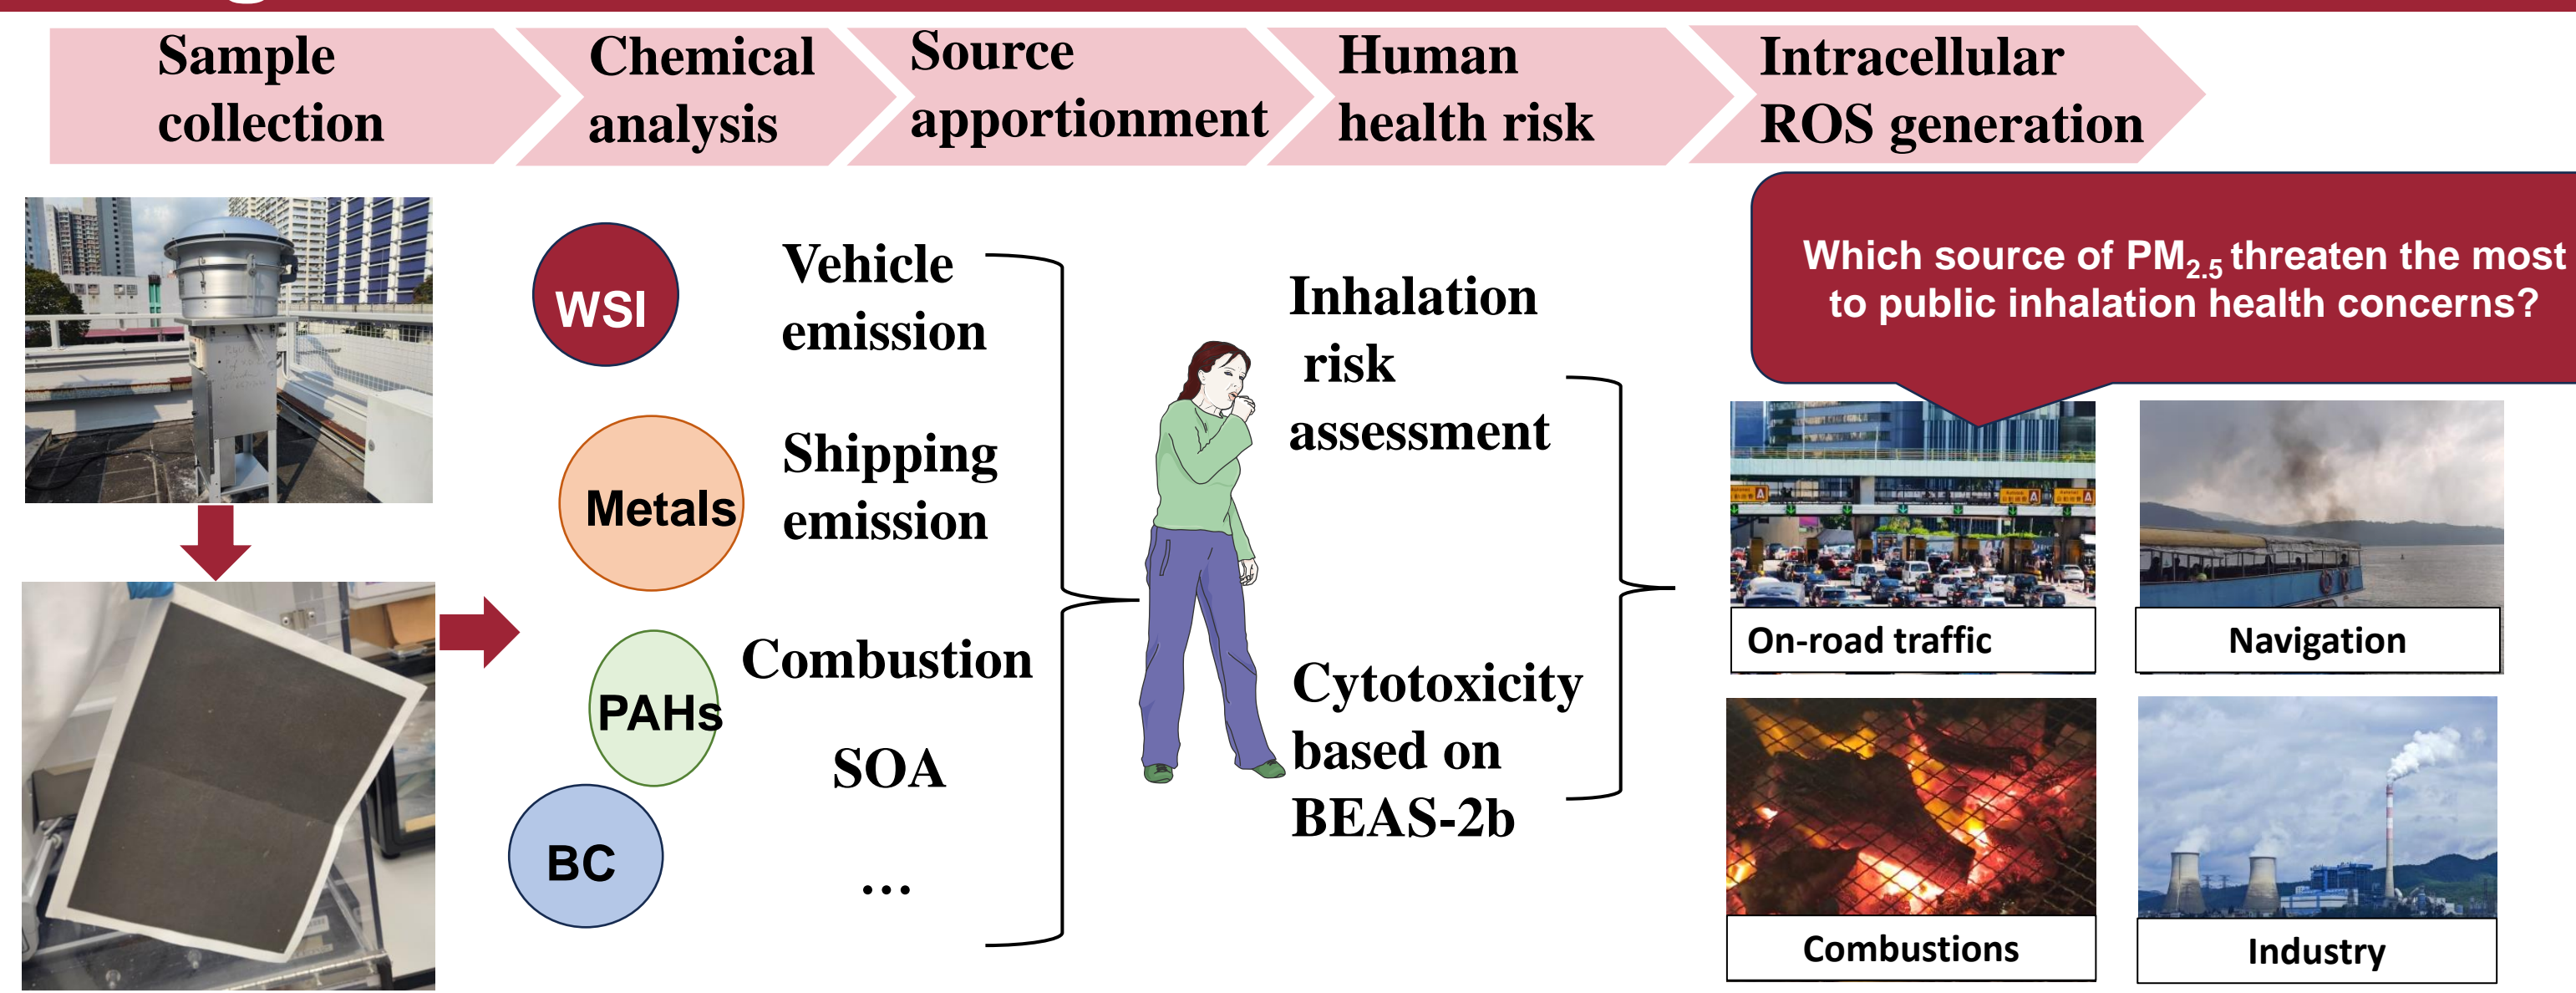 Sample
collection
Chemical
analysis
Source
apportionment
Human
health risk
Intracellular
ROS generation
WSI
Metals
PAHs
BC
Vehicle
emission
Shipping
emission
Combustion
SOA
...
Inhalation
risk
assessment
Cytotoxicity
based on
BEAS-2b
Which source of PM2.5 threaten the most
to public inhalation health concerns?
On-road traffic
Navigation
Combustions
Industry